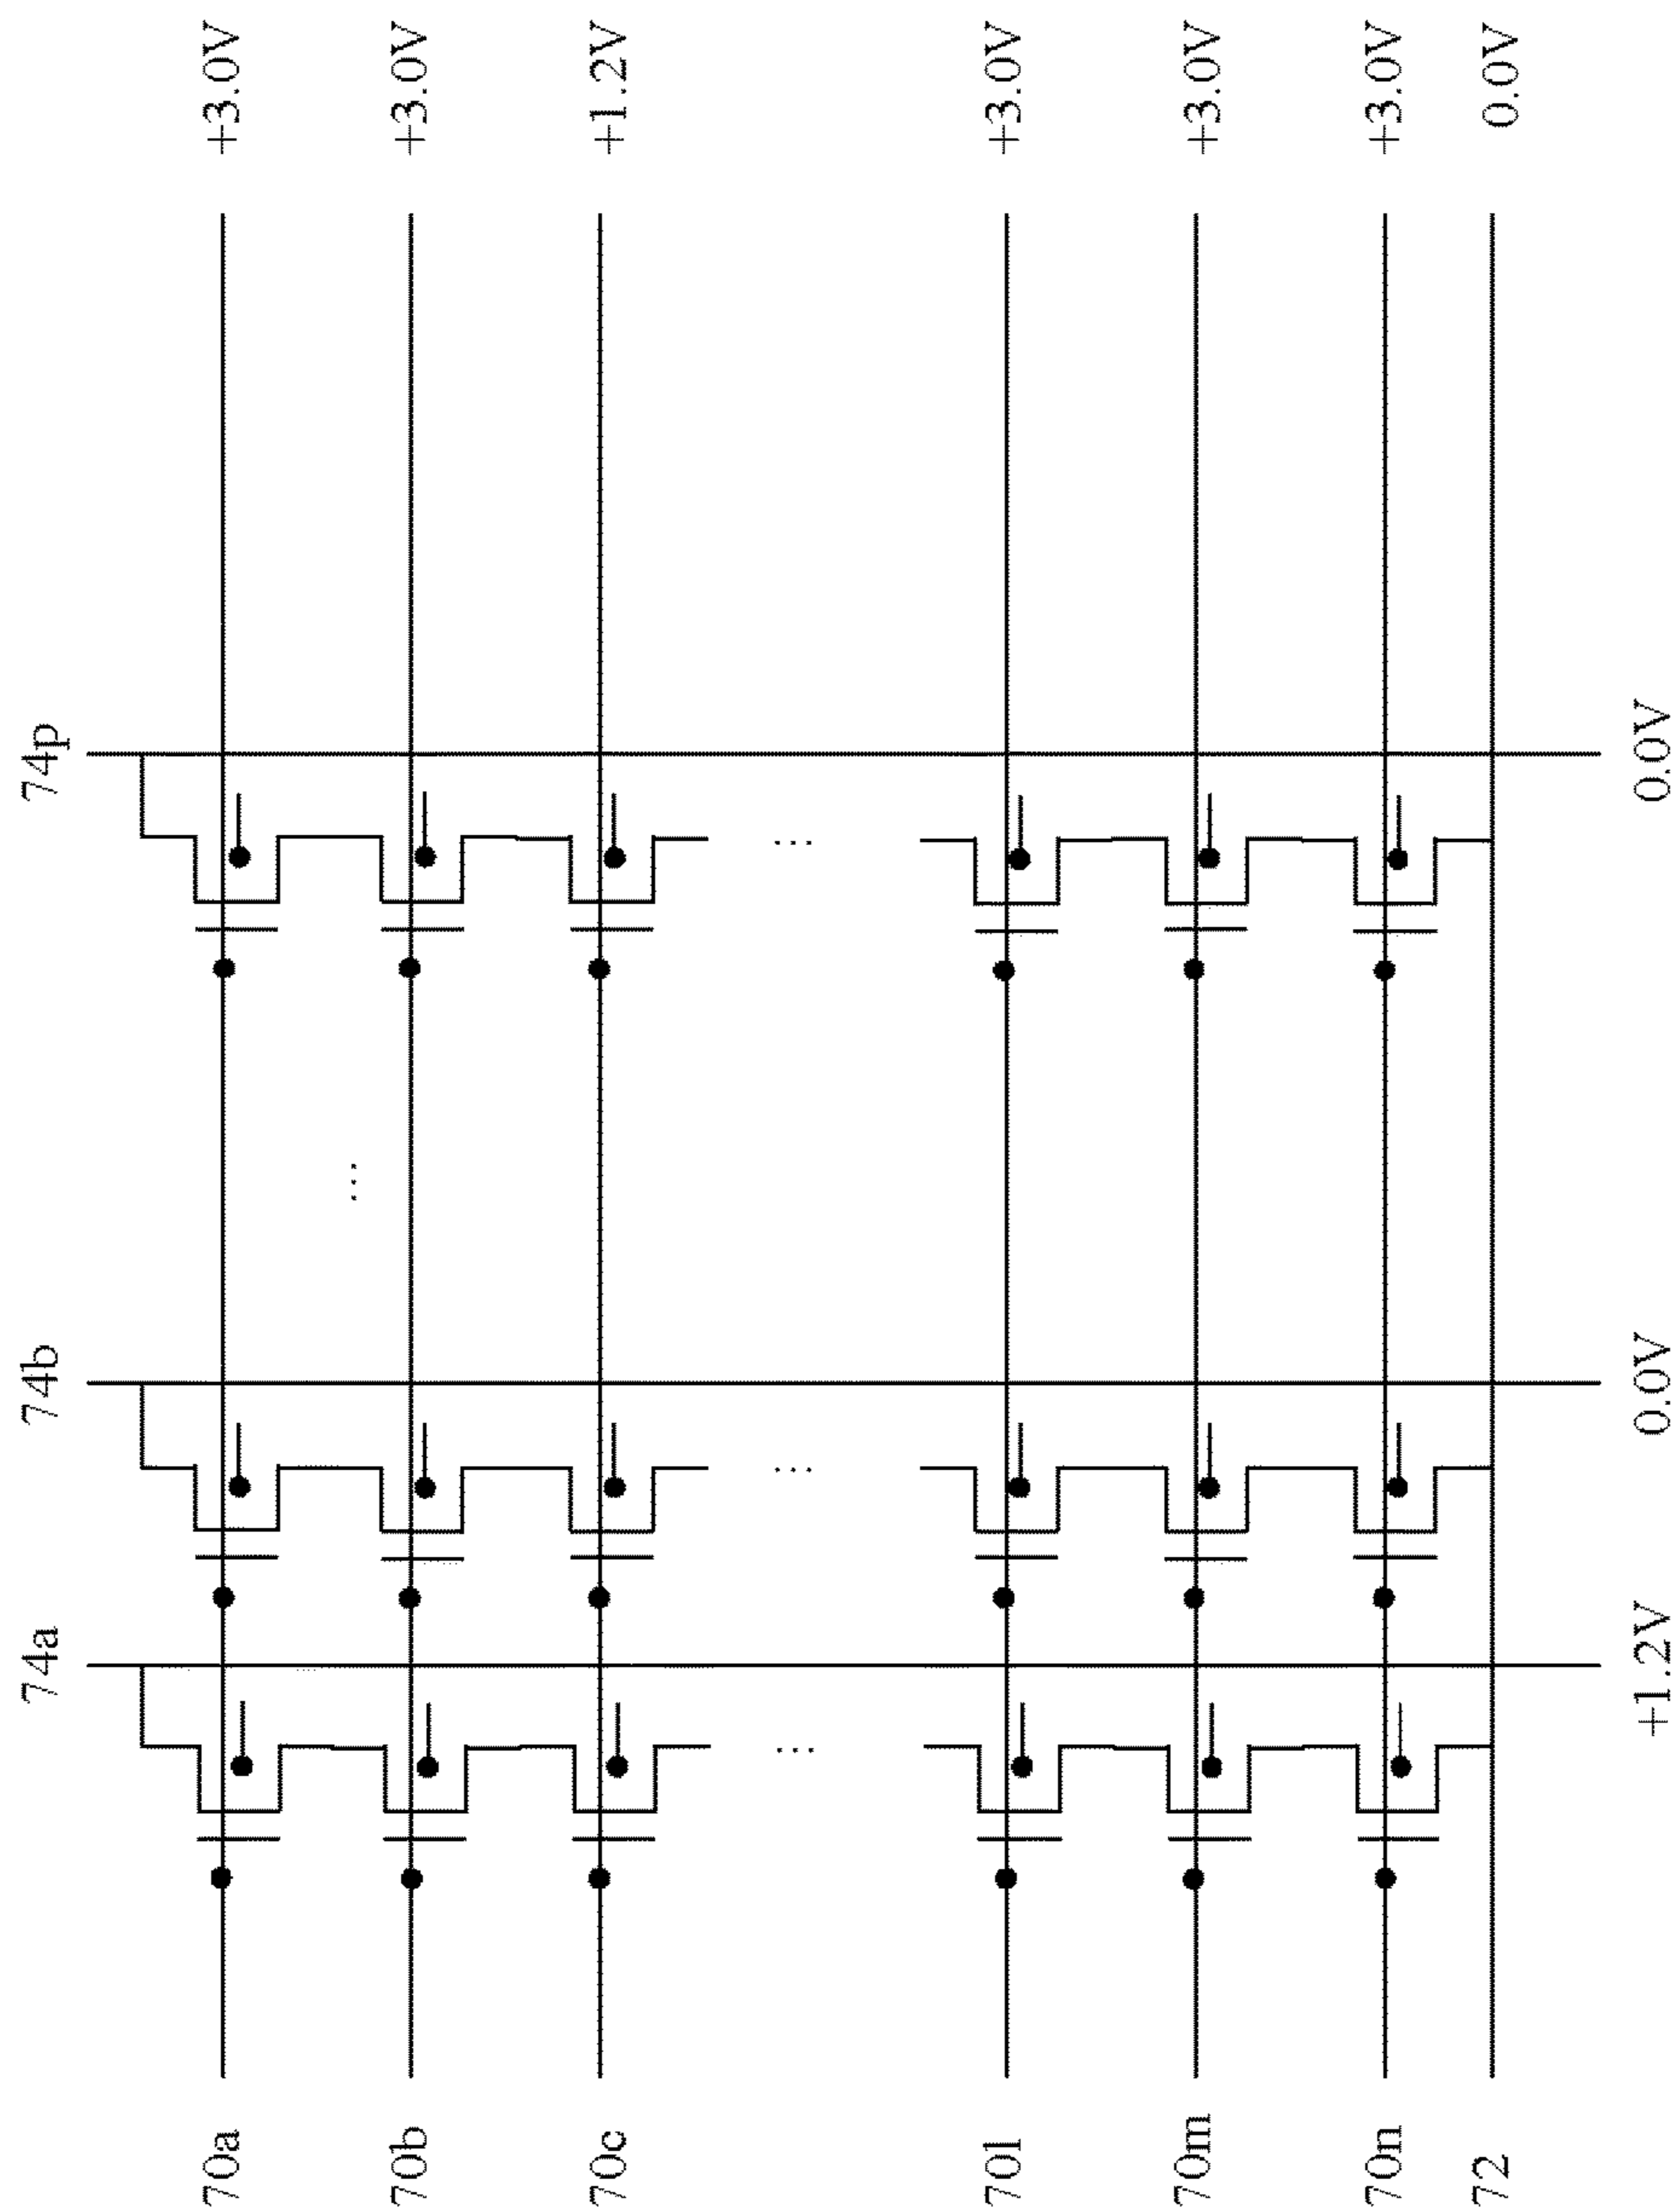 74a 74b 74p
70a +3.0V
70b +3.0V
... 
70c +1.2V
... ... ...
70l +3.0V
70m +3.0V
70n +3.0V
72 0.0V
+1.2V 0.0V 0.0V